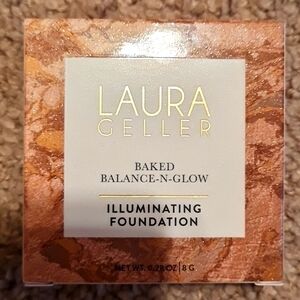 LAURA
GELLER
BAKED
BALANCE-N-GLOW
ILLUMINATING
FOUNDATION
NET WT. 0.28 OZ | 8 G